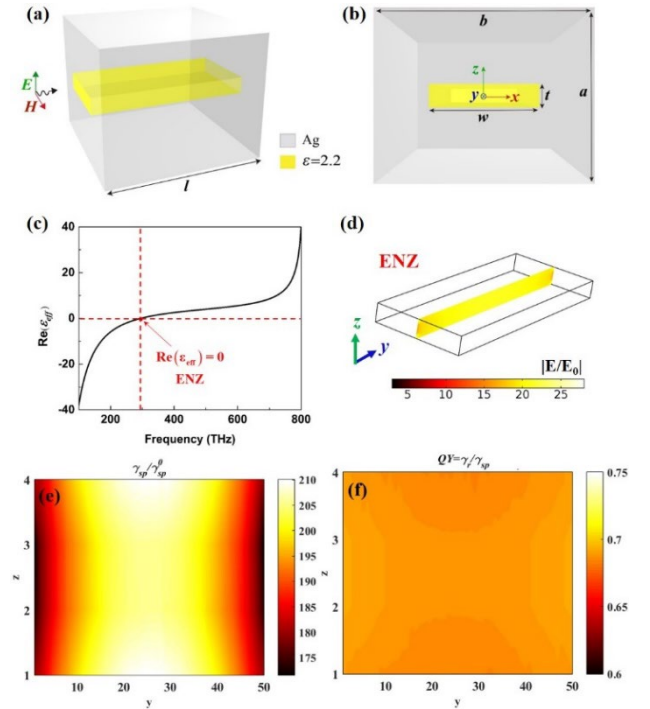 (a)
E
H
l
Ag
ε=2.2
(b)
b
a
z
y
x
t
w
(c)
40
20
0
-20
-40
Re(εeff)
Re(εeff) = 0
ENZ
200 400 600 800
Frequency (THz)
(d)
ENZ
z
y
|E/E₀|
5 10 15 20 25
γsp/γ⁰sp
(e)
4
3
2
1
z
10 20 30 40 50
y
210
205
200
195
190
185
180
175
QY=γr/γsp
(f)
4
3
2
1
z
10 20 30 40 50
y
0.75
0.7
0.65
0.6